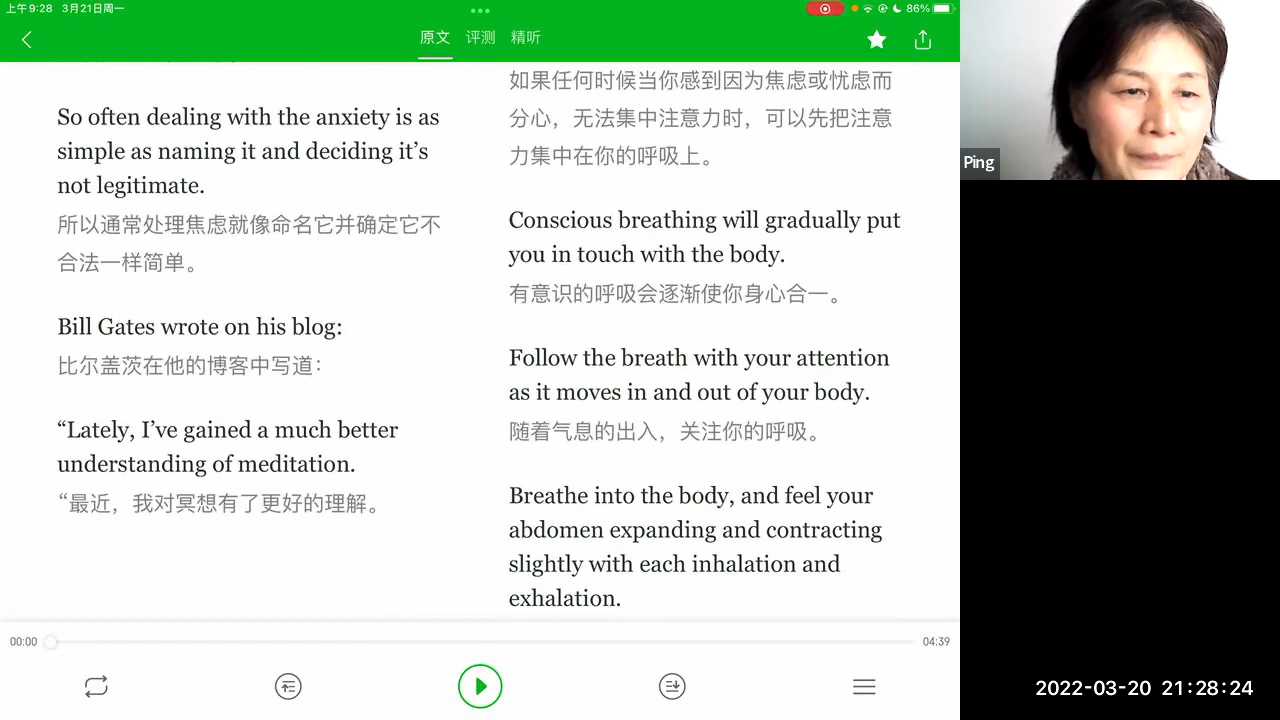 上午9:28 3月21日周一
86%
原文 评测 精听
So often dealing with the anxiety is as
simple as naming it and deciding it’s
not legitimate.
所以通常处理焦虑就像命名它并确定它不
合法一样简单。
Bill Gates wrote on his blog:
比尔盖茨在他的博客中写道：
“Lately, I’ve gained a much better
understanding of meditation.
“最近，我对冥想有了更好的理解。
如果任何时候当你感到因为焦虑或忧虑而
分心，无法集中注意力时，可以先把注意
力集中在你的呼吸上。
Conscious breathing will gradually put
you in touch with the body.
有意识的呼吸会逐渐使你身心合一。
Follow the breath with your attention
as it moves in and out of your body.
随着气息的出入，关注你的呼吸。
Breathe into the body, and feel your
abdomen expanding and contracting
slightly with each inhalation and
exhalation.
00:00
04:39
Ping
2022-03-20 21:28:24